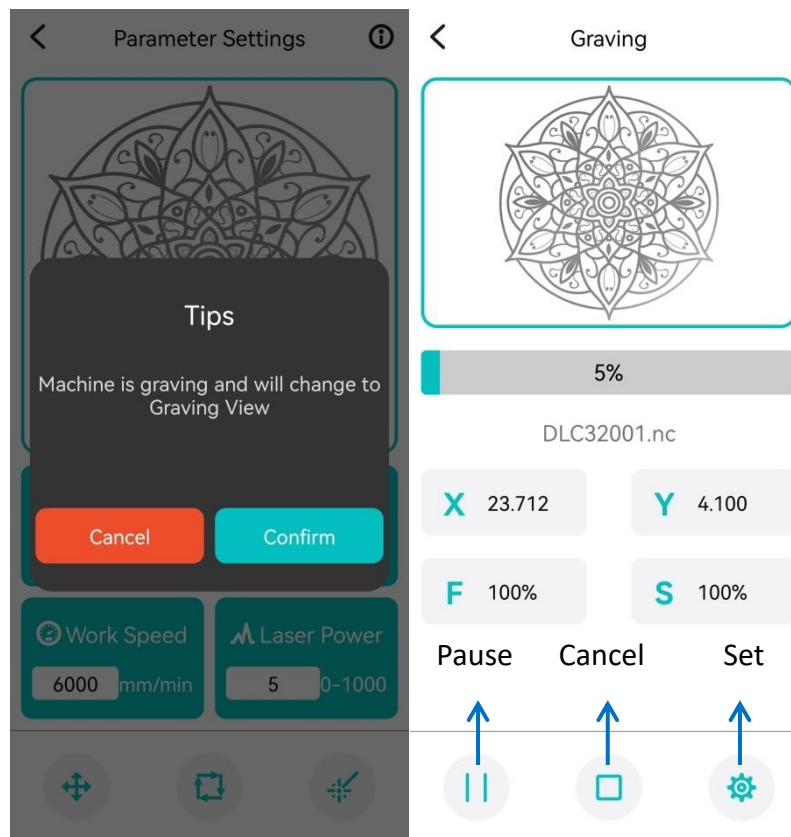 Parameter Settings
Tips
Machine is graving and will change to
Graving View
Cancel
Confirm
Work Speed
Laser Power
6000 mm/min
5 0-1000
Graving
5%
DLC32001.nc
X 23.712
Y 4.100
F 100%
S 100%
Pause
Cancel
Set